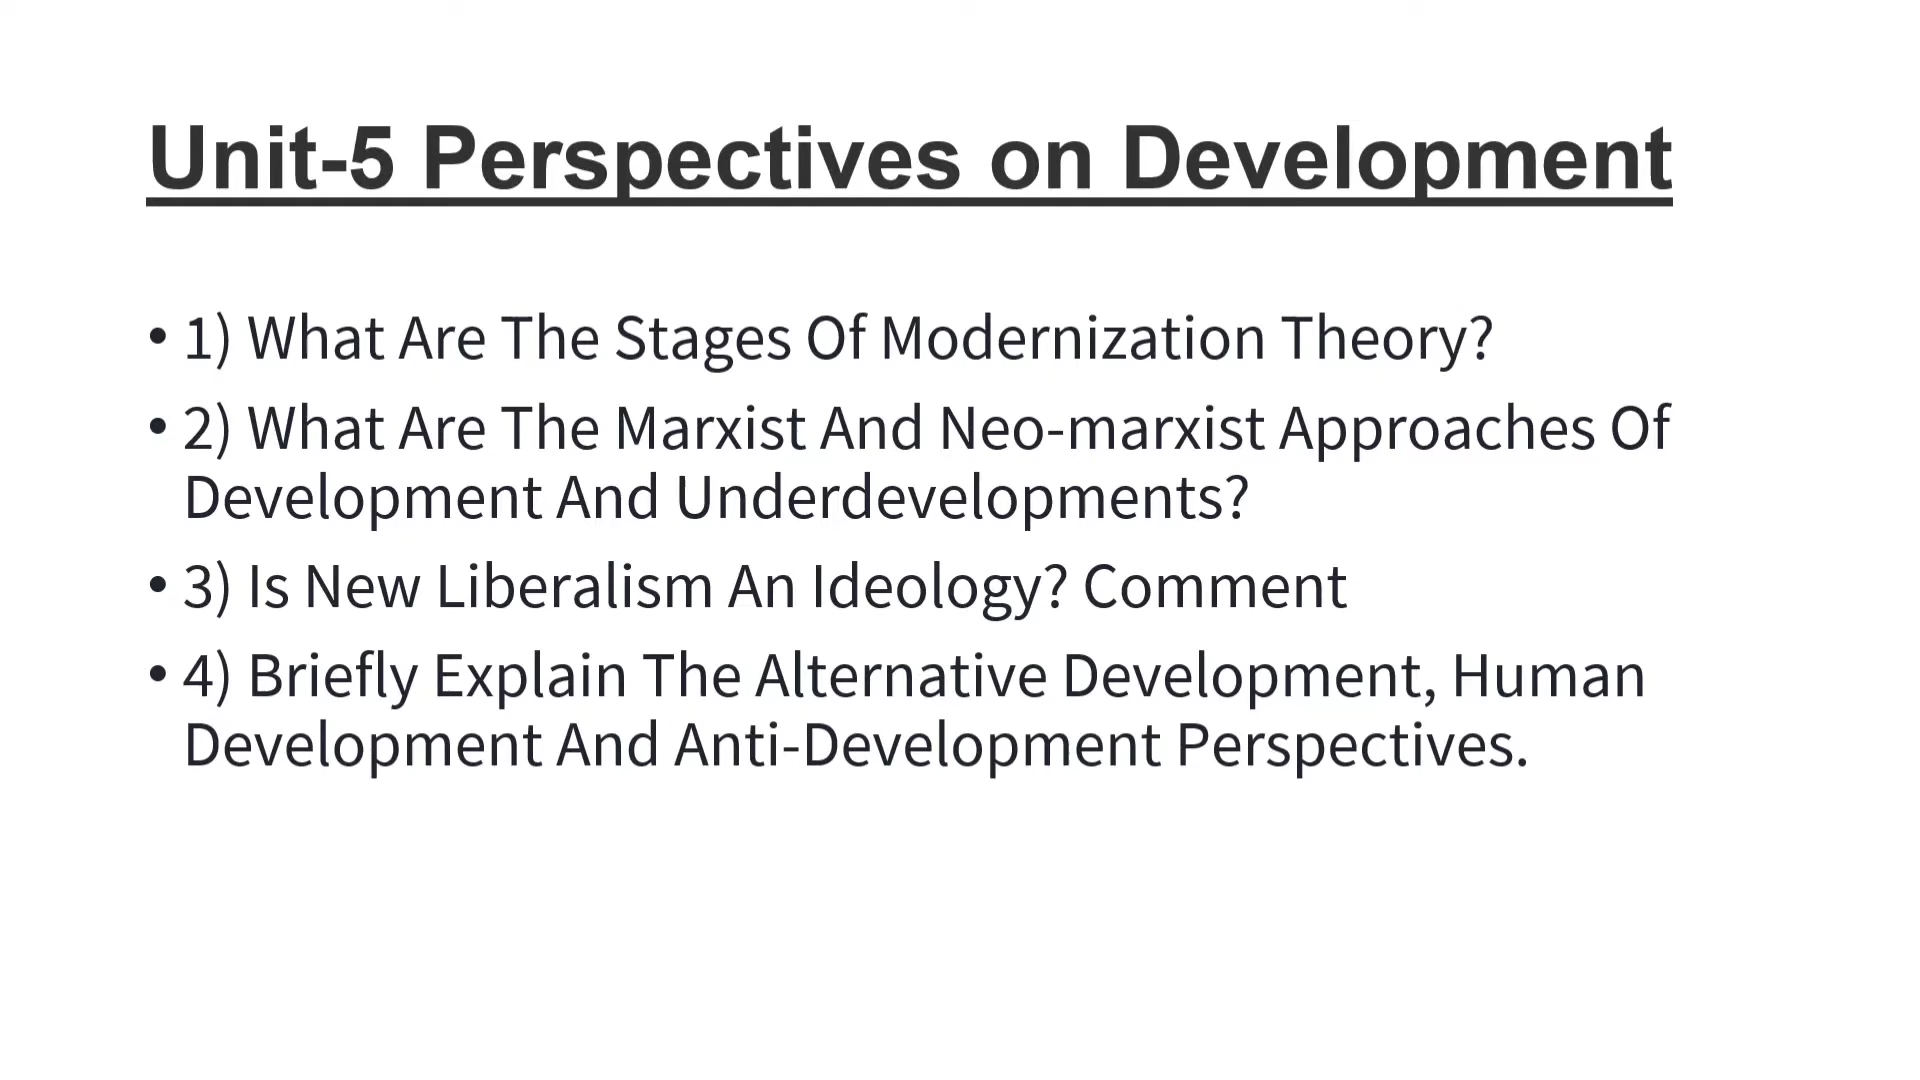 Unit-5 Perspectives on Development
• 1) What Are The Stages Of Modernization Theory?
• 2) What Are The Marxist And Neo-marxist Approaches Of
Development And Underdevelopments?
• 3) Is New Liberalism An Ideology? Comment
• 4) Briefly Explain The Alternative Development, Human
Development And Anti-Development Perspectives.